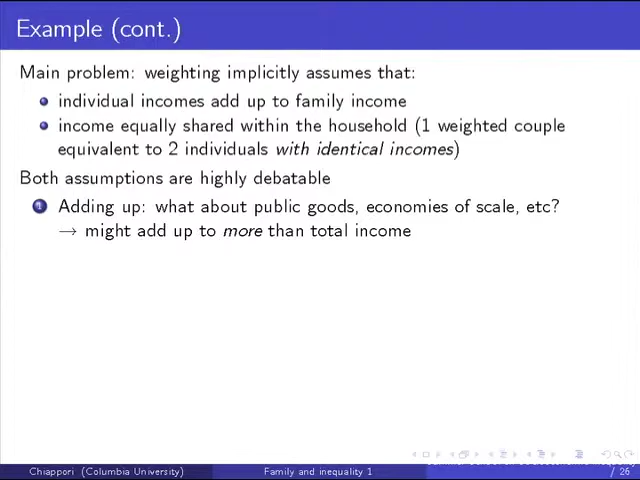 Example (cont.)
Main problem: weighting implicitly assumes that:
individual incomes add up to family income
income equally shared within the household (1 weighted couple
equivalent to 2 individuals with identical incomes)
Both assumptions are highly debatable
1 Adding up: what about public goods, economies of scale, etc?
→ might add up to more than total income
Chiappori (Columbia University)
Family and inequality 1
/ 26